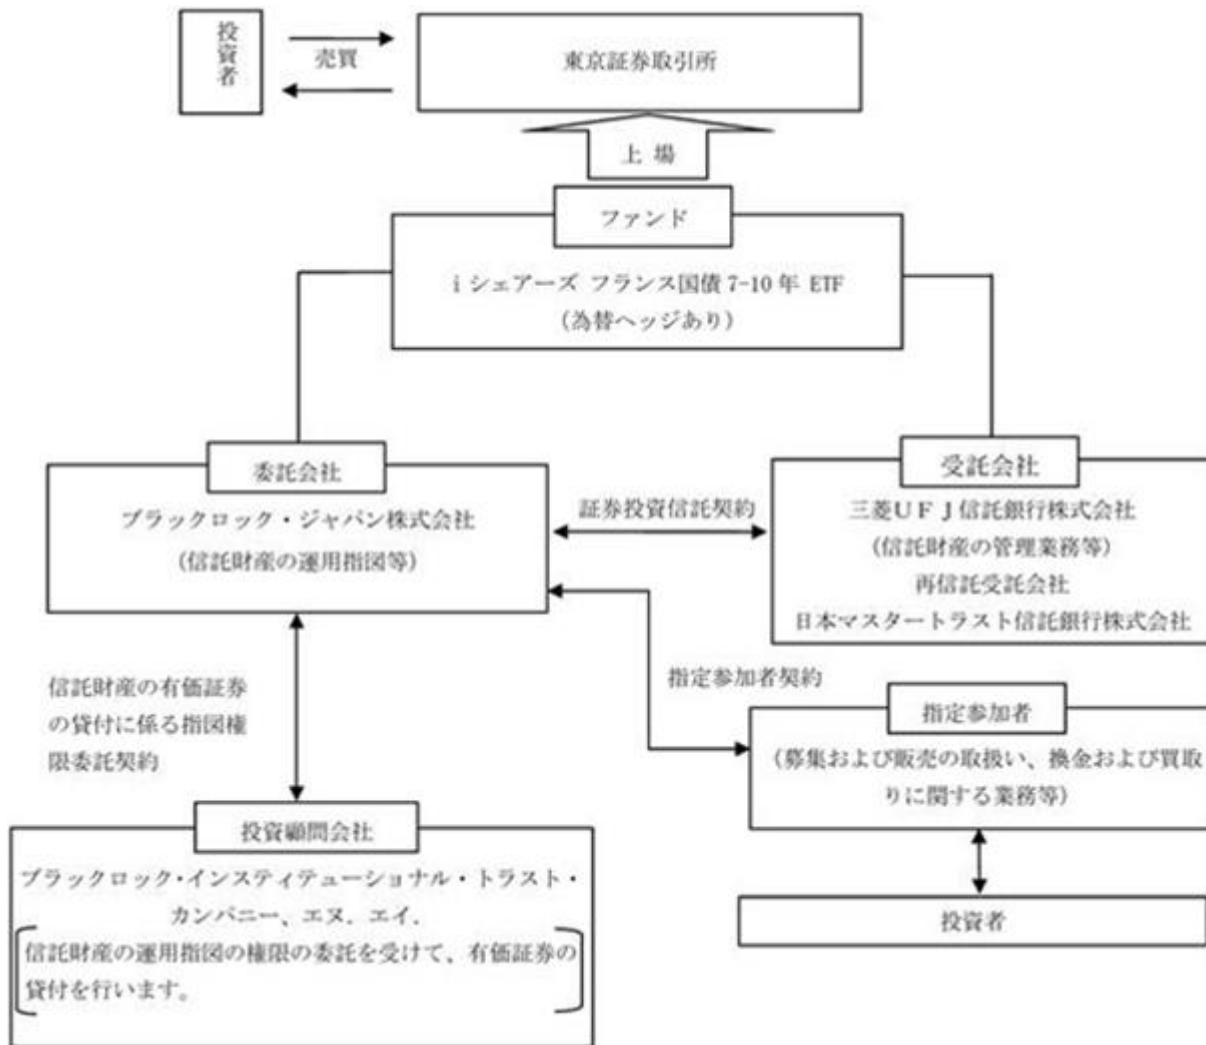 投資者
売買
東京証券取引所
上 場
ファンド
i シェアーズ フランス国債 7-10 年 ETF
（為替ヘッジあり）
委託会社
ブラックロック・ジャパン株式会社
（信託財産の運用指図等）
証券投資信託契約
受託会社
三菱ＵＦＪ信託銀行株式会社
（信託財産の管理業務等）
再信託受託会社
日本マスタートラスト信託銀行株式会社
信託財産の有価証券
の貸付に係る指図権
限委託契約
指定参加者契約
指定参加者
（募集および販売の取扱い、換金および買取
りに関する業務等）
投資顧問会社
ブラックロック・インスティテューショナル・トラスト・
カンパニー、エヌ．エイ．
信託財産の運用指図の権限の委託を受けて、有価証券の
貸付を行います。
投資者